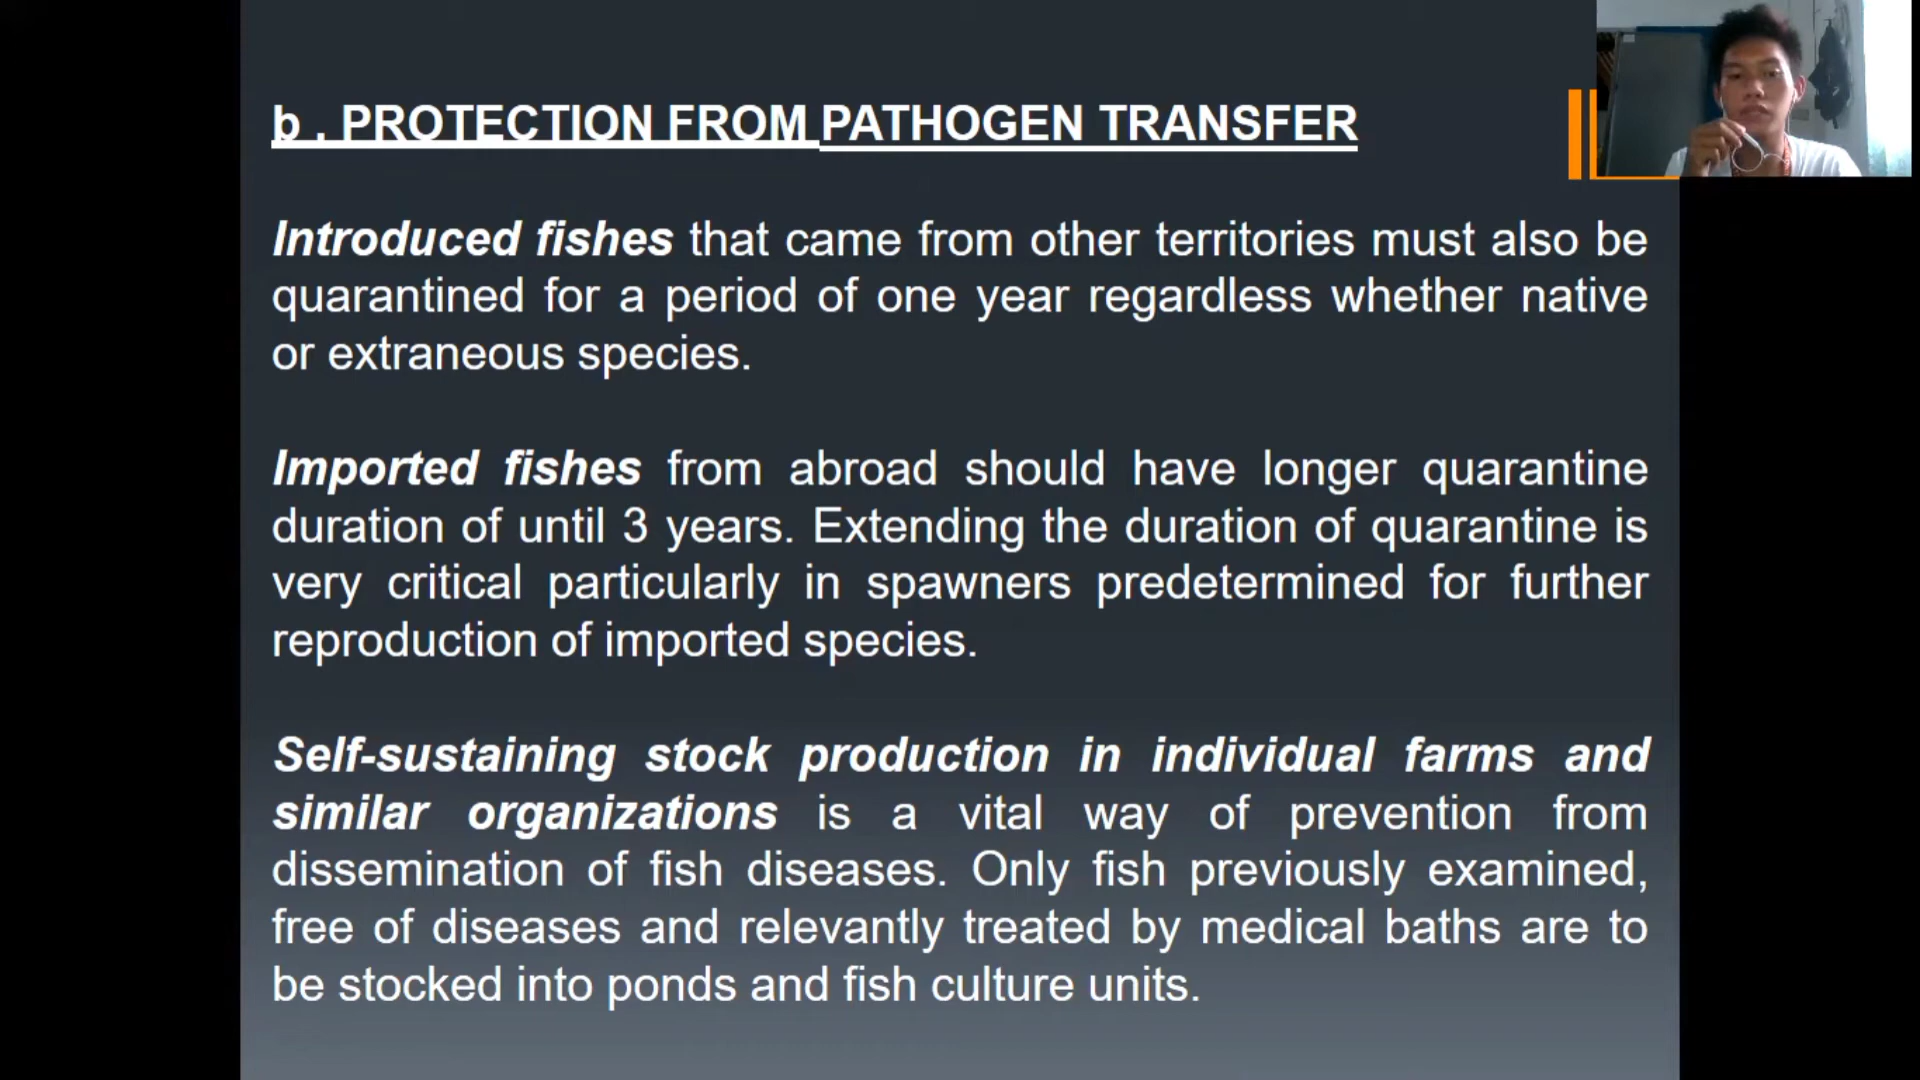 b . PROTECTION FROM PATHOGEN TRANSFER
Introduced fishes that came from other territories must also be
quarantined for a period of one year regardless whether native
or extraneous species.
Imported fishes from abroad should have longer quarantine
duration of until 3 years. Extending the duration of quarantine is
very critical particularly in spawners predetermined for further
reproduction of imported species.
Self-sustaining stock production in individual farms and
similar organizations is a vital way of prevention from
dissemination of fish diseases. Only fish previously examined,
free of diseases and relevantly treated by medical baths are to
be stocked into ponds and fish culture units.